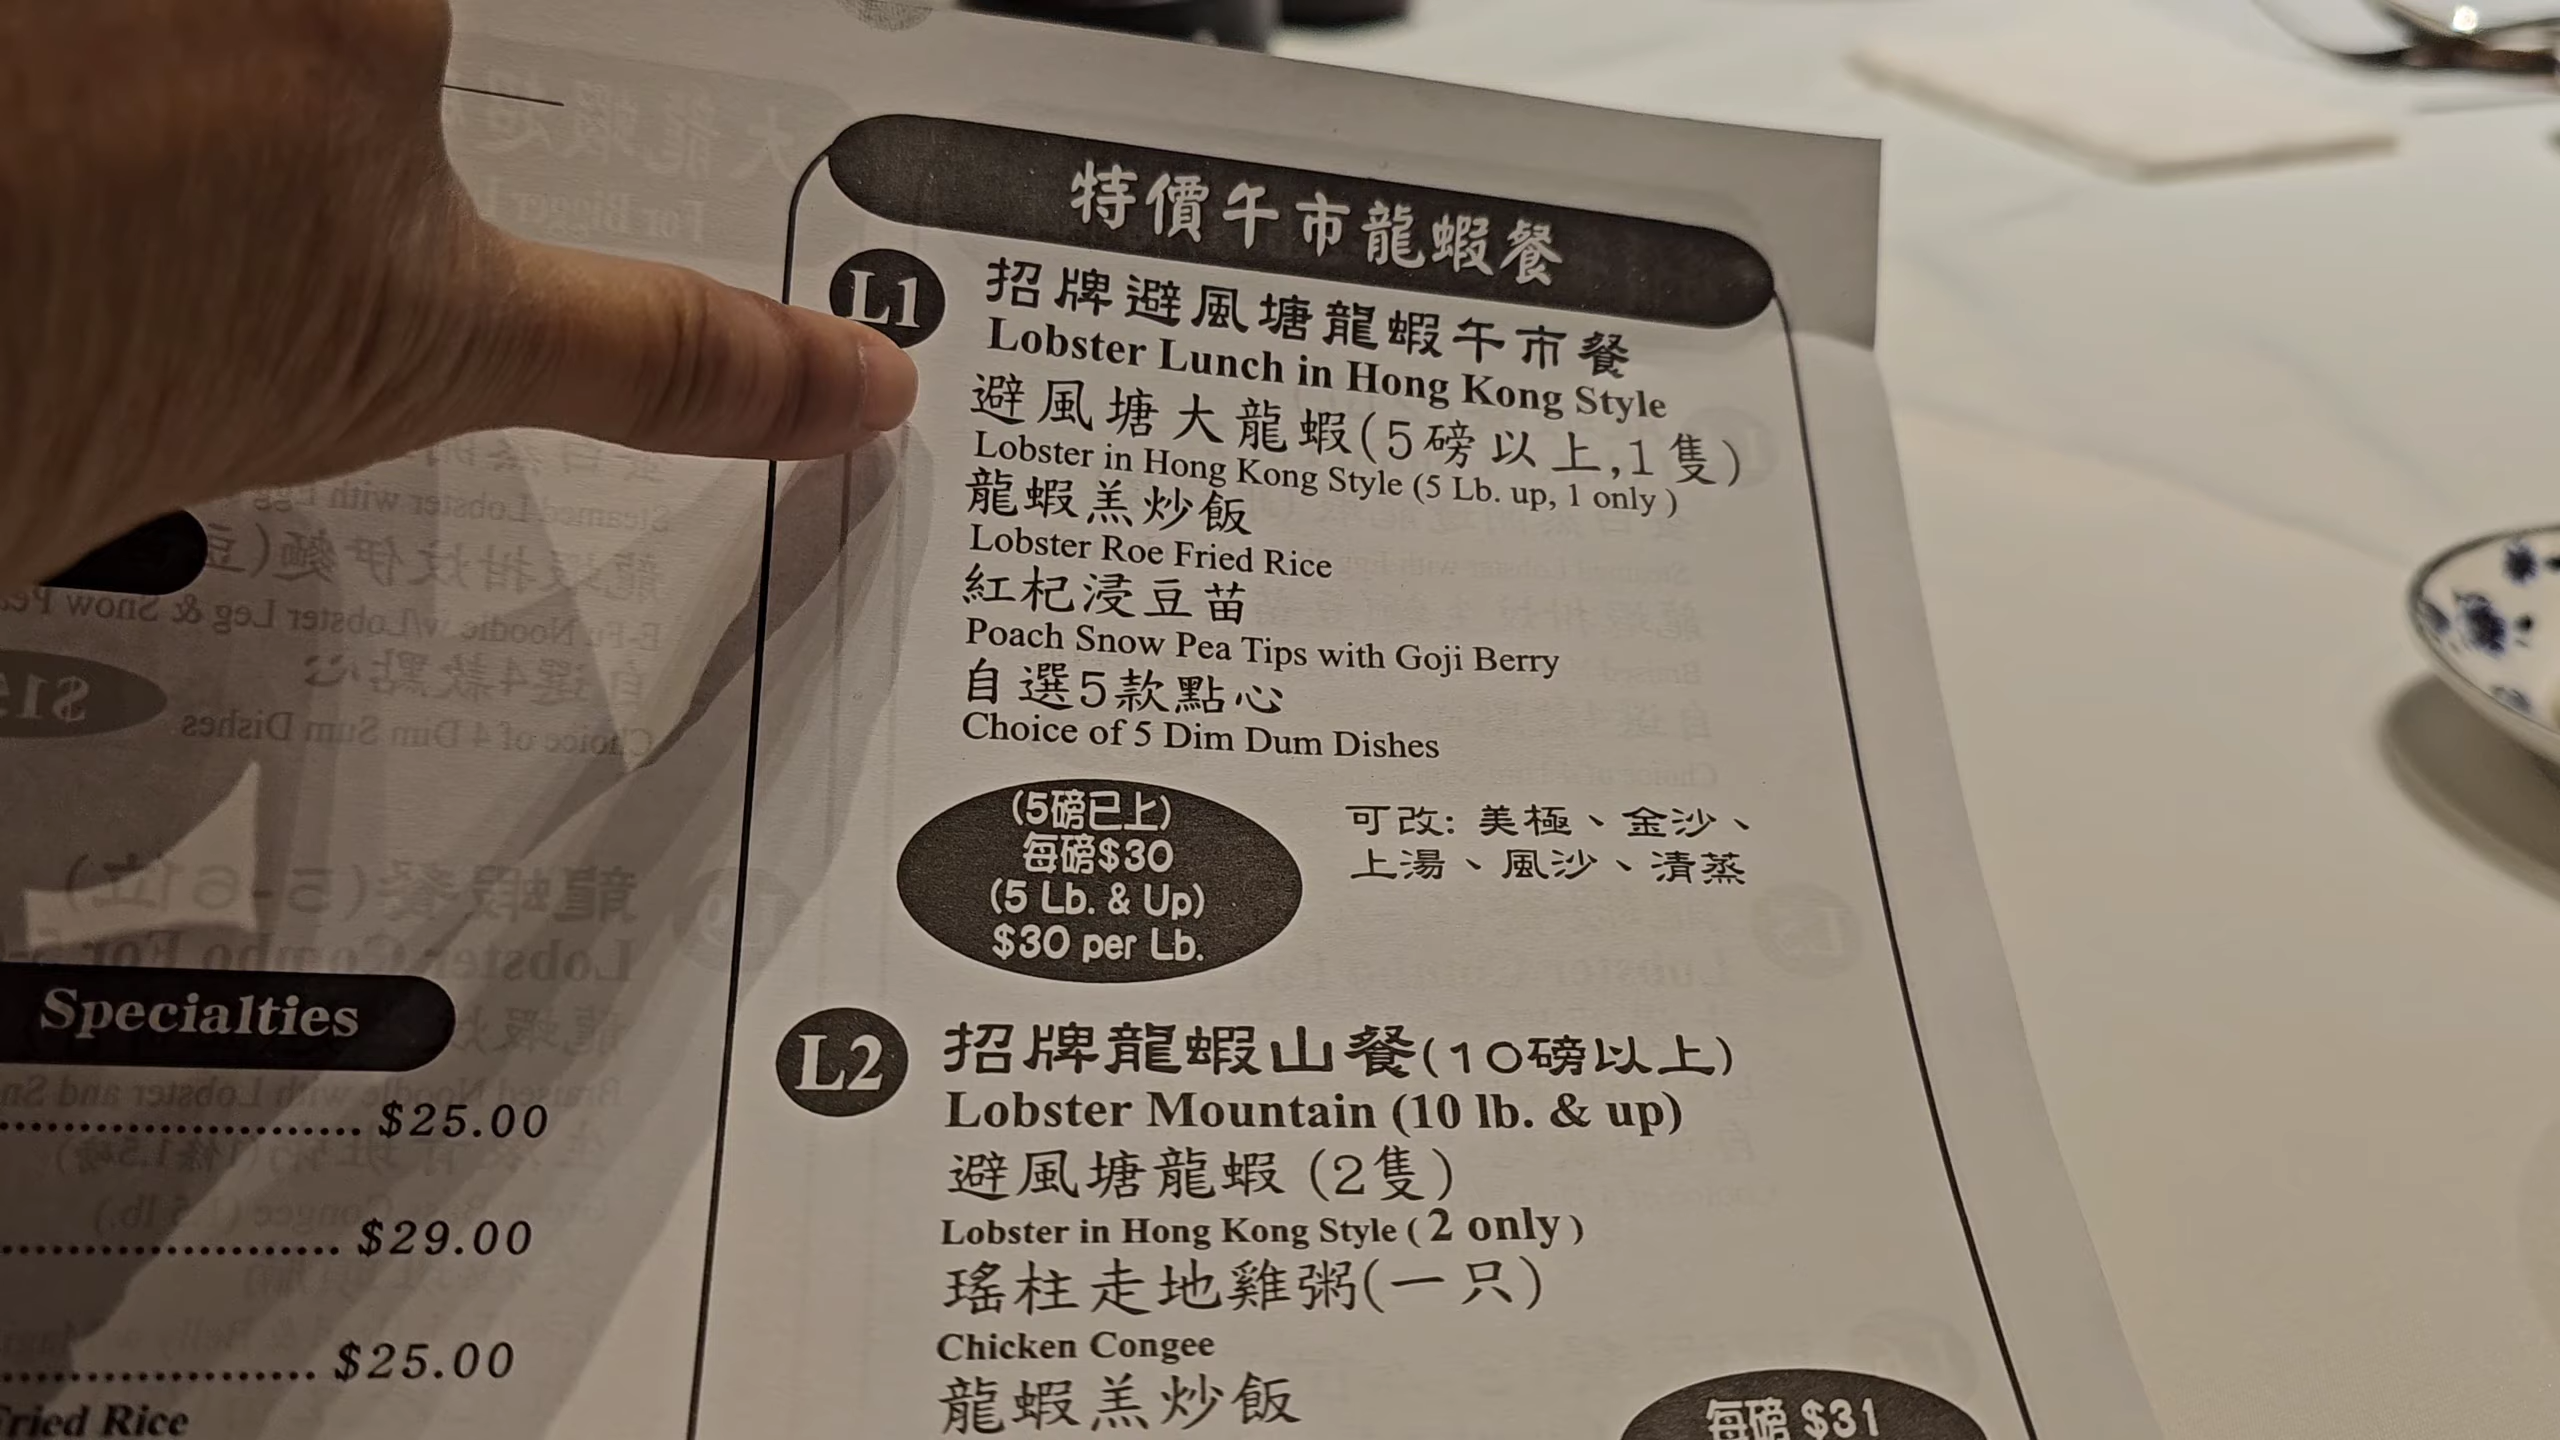 特價午市龍蝦餐
L1
招牌避風塘龍蝦午市餐
Lobster Lunch in Hong Kong Style
避風塘大龍蝦(5磅以上,1隻)
Lobster in Hong Kong Style (5 Lb. up, 1 only )
龍蝦羔炒飯
Lobster Roe Fried Rice
紅杞浸豆苗
Poach Snow Pea Tips with Goji Berry
自選5款點心
Choice of 5 Dim Dum Dishes
(5磅已上)
每磅$30
(5 Lb. & Up)
$30 per Lb.
可改: 美極、金沙、
上湯、風沙、清蒸
L2
招牌龍蝦山餐(10磅以上)
Lobster Mountain (10 lb. & up)
避風塘龍蝦 (2隻)
Lobster in Hong Kong Style ( 2 only )
瑤柱走地雞粥(一只)
Chicken Congee
龍蝦羔炒飯
每磅 $31
Specialties
$25.00
$29.00
$25.00
Fried Rice